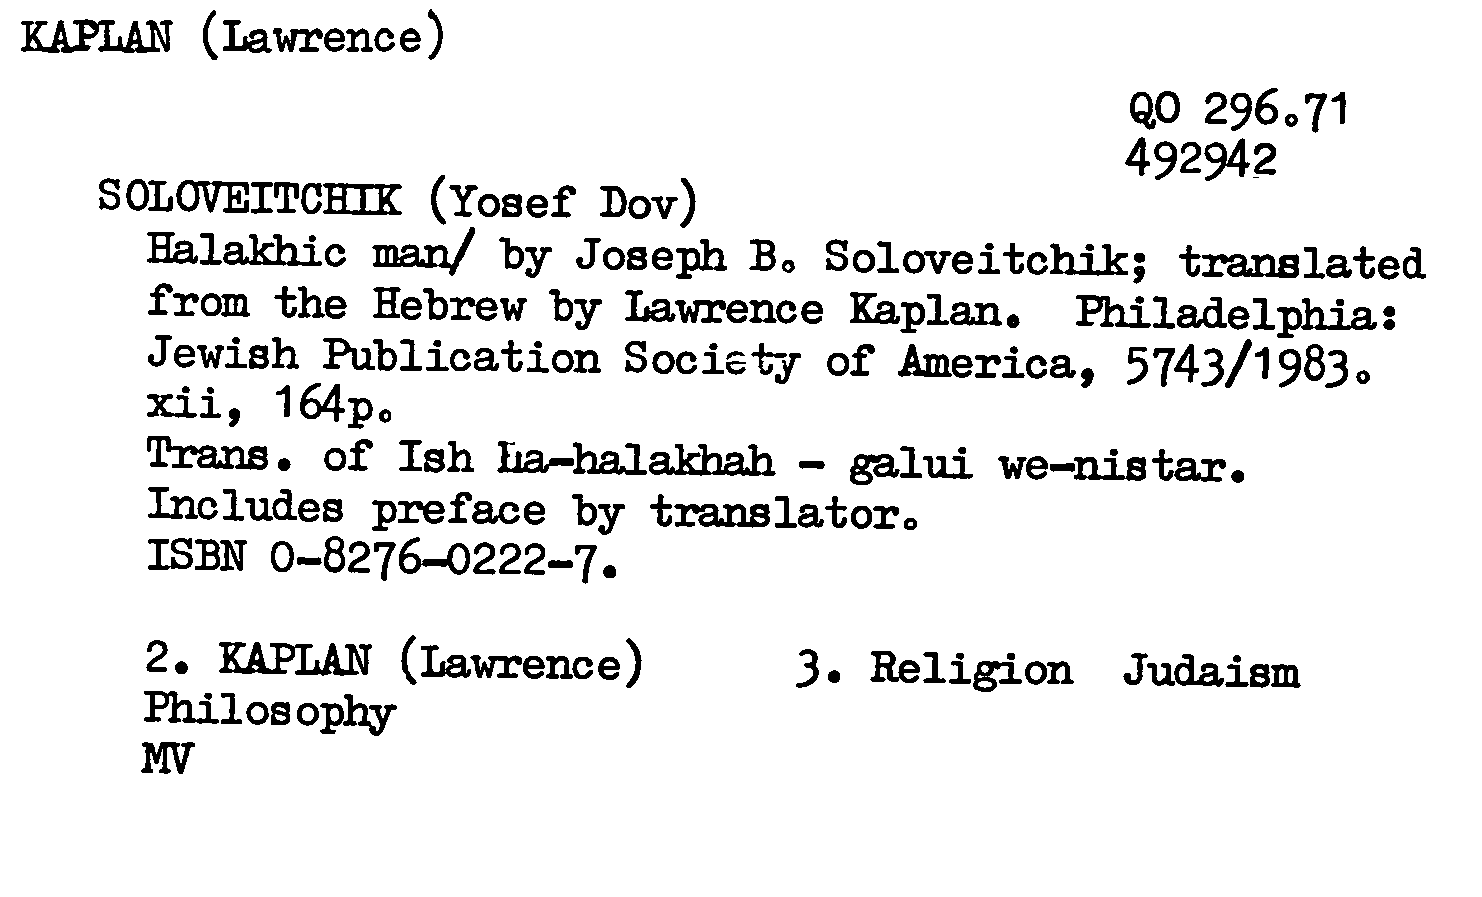 KAPLAN (Lawrence)
QO 296.71
492942
SOLOVEITCHIK (Yosef Dov)
Halakhic man/ by Joseph B. Soloveitchik; translated
from the Hebrew by Lawrence Kaplan. Philadelphia:
Jewish Publication Society of America, 5743/1983.
xii, 164p.
Trans. of Ish ha-halakhah - galui we-nistar.
Includes preface by translator.
ISBN 0-8276-0222-7.
2. KAPLAN (Lawrence) 3. Religion Judaism
Philosophy
MV